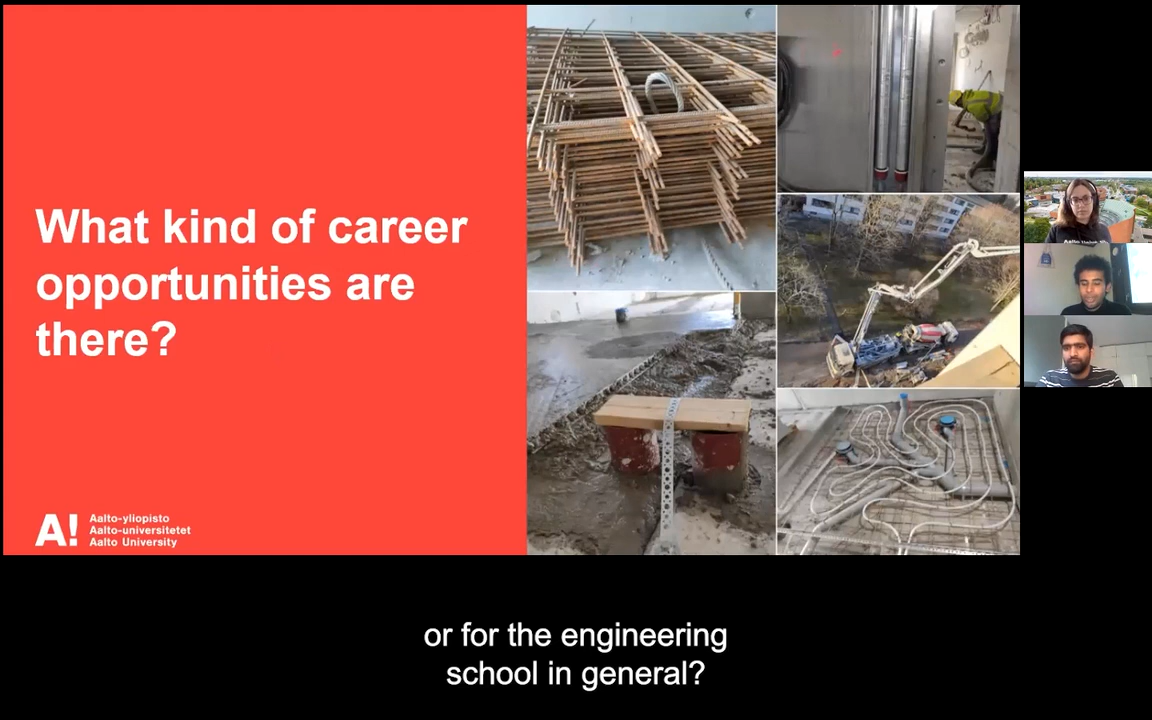 What kind of career
opportunities are
there?
A!
Aalto-yliopisto
Aalto-universitetet
Aalto University
or for the engineering
school in general?